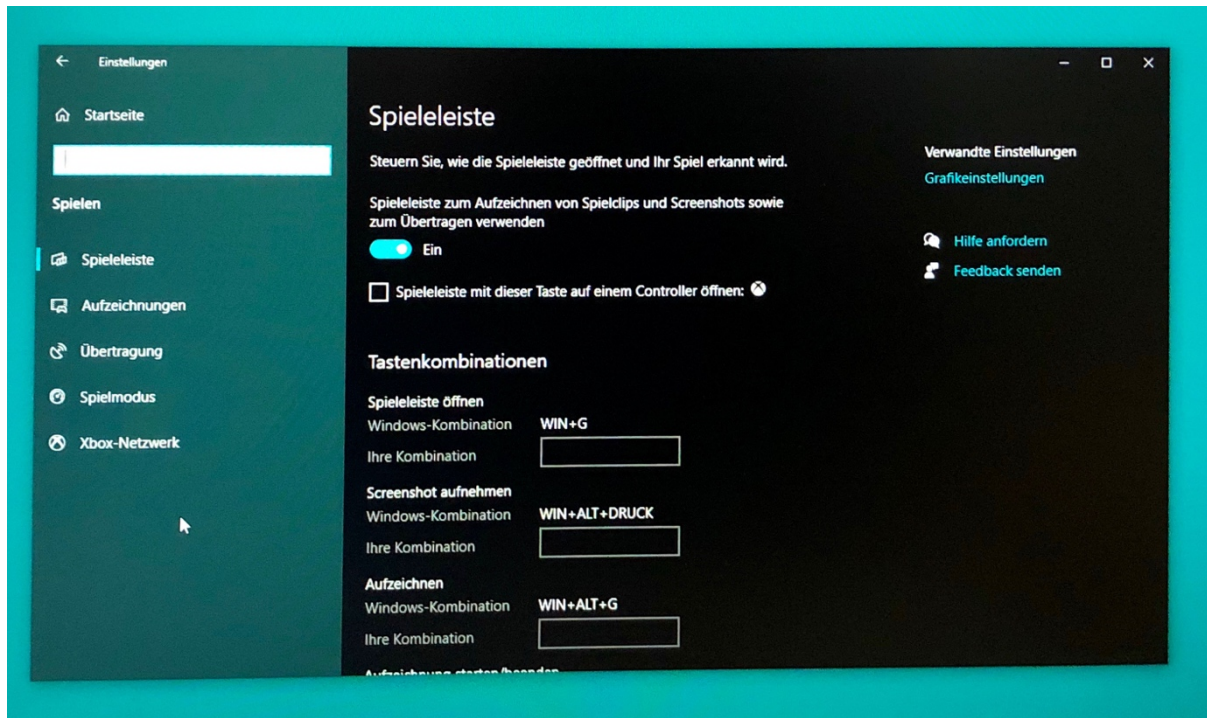 Einstellungen
Startseite
Spielen
Spieleleiste
Aufzeichnungen
Übertragung
Spielmodus
Xbox-Netzwerk
Spieleleiste
Steuern Sie, wie die Spieleleiste geöffnet und Ihr Spiel erkannt wird.
Spieleleiste zum Aufzeichnen von Spielclips und Screenshots sowie
zum Übertragen verwenden
Ein
Spieleleiste mit dieser Taste auf einem Controller öffnen:
Tastenkombinationen
Spieleleiste öffnen
Windows-Kombination WIN+G
Ihre Kombination
Screenshot aufnehmen
Windows-Kombination WIN+ALT+DRUCK
Ihre Kombination
Aufzeichnen
Windows-Kombination WIN+ALT+G
Ihre Kombination
Aufzeichnung starten/beenden
Verwandte Einstellungen
Grafikeinstellungen
Hilfe anfordern
Feedback senden